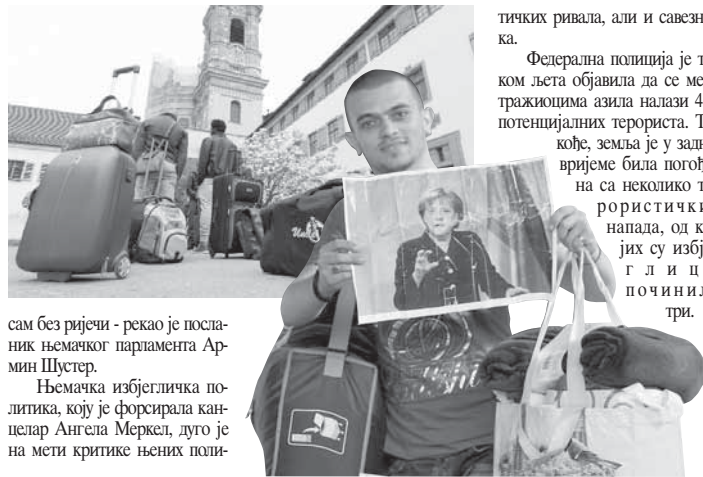 сам без ријечи - рекао је посла-
ник њемачког парламента Ар-
мин Шустер.
Њемачка избјегличка по-
литика, коју је форсирала кан-
целар Ангела Меркел, дуго је
на мети критике њених поли-
тичких ривала, али и савезн
ка.
Федерална полиција је т
ком љета објавила да се ме
тражиоцима азила налази 4
потенцијалних терориста. Т
кође, земља је у задњ
вријеме била погођ
на са неколико т
рористички
напада, од к
јих су избј
глиц
починил
три.